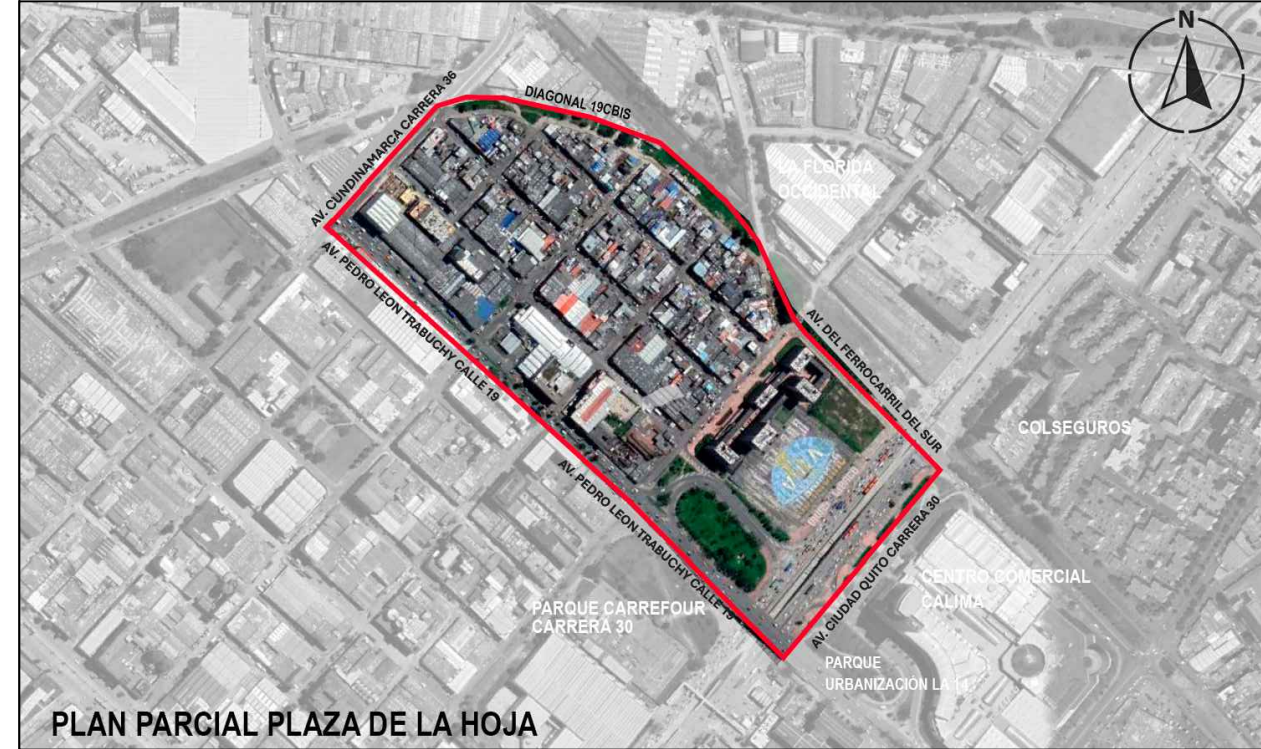 N
AV. CUNDINAMARCA CARRERA 36
DIAGONAL 19CBIS
LA FLORIDA
OCCIDENTAL
AV. PEDRO LEON TRABUCHY CALLE 19
AV. DEL FERROCARRIL DEL SUR
COLSEGUROS
AV. PEDRO LEON TRABUCHY CALLE 19
AV. CIUDAD QUITO CARRERA 30
CENTRO COMERCIAL
CALIMA
PARQUE CARREFOUR
CARRERA 30
PARQUE
URBANIZACIÓN LA 14
PLAN PARCIAL PLAZA DE LA HOJA